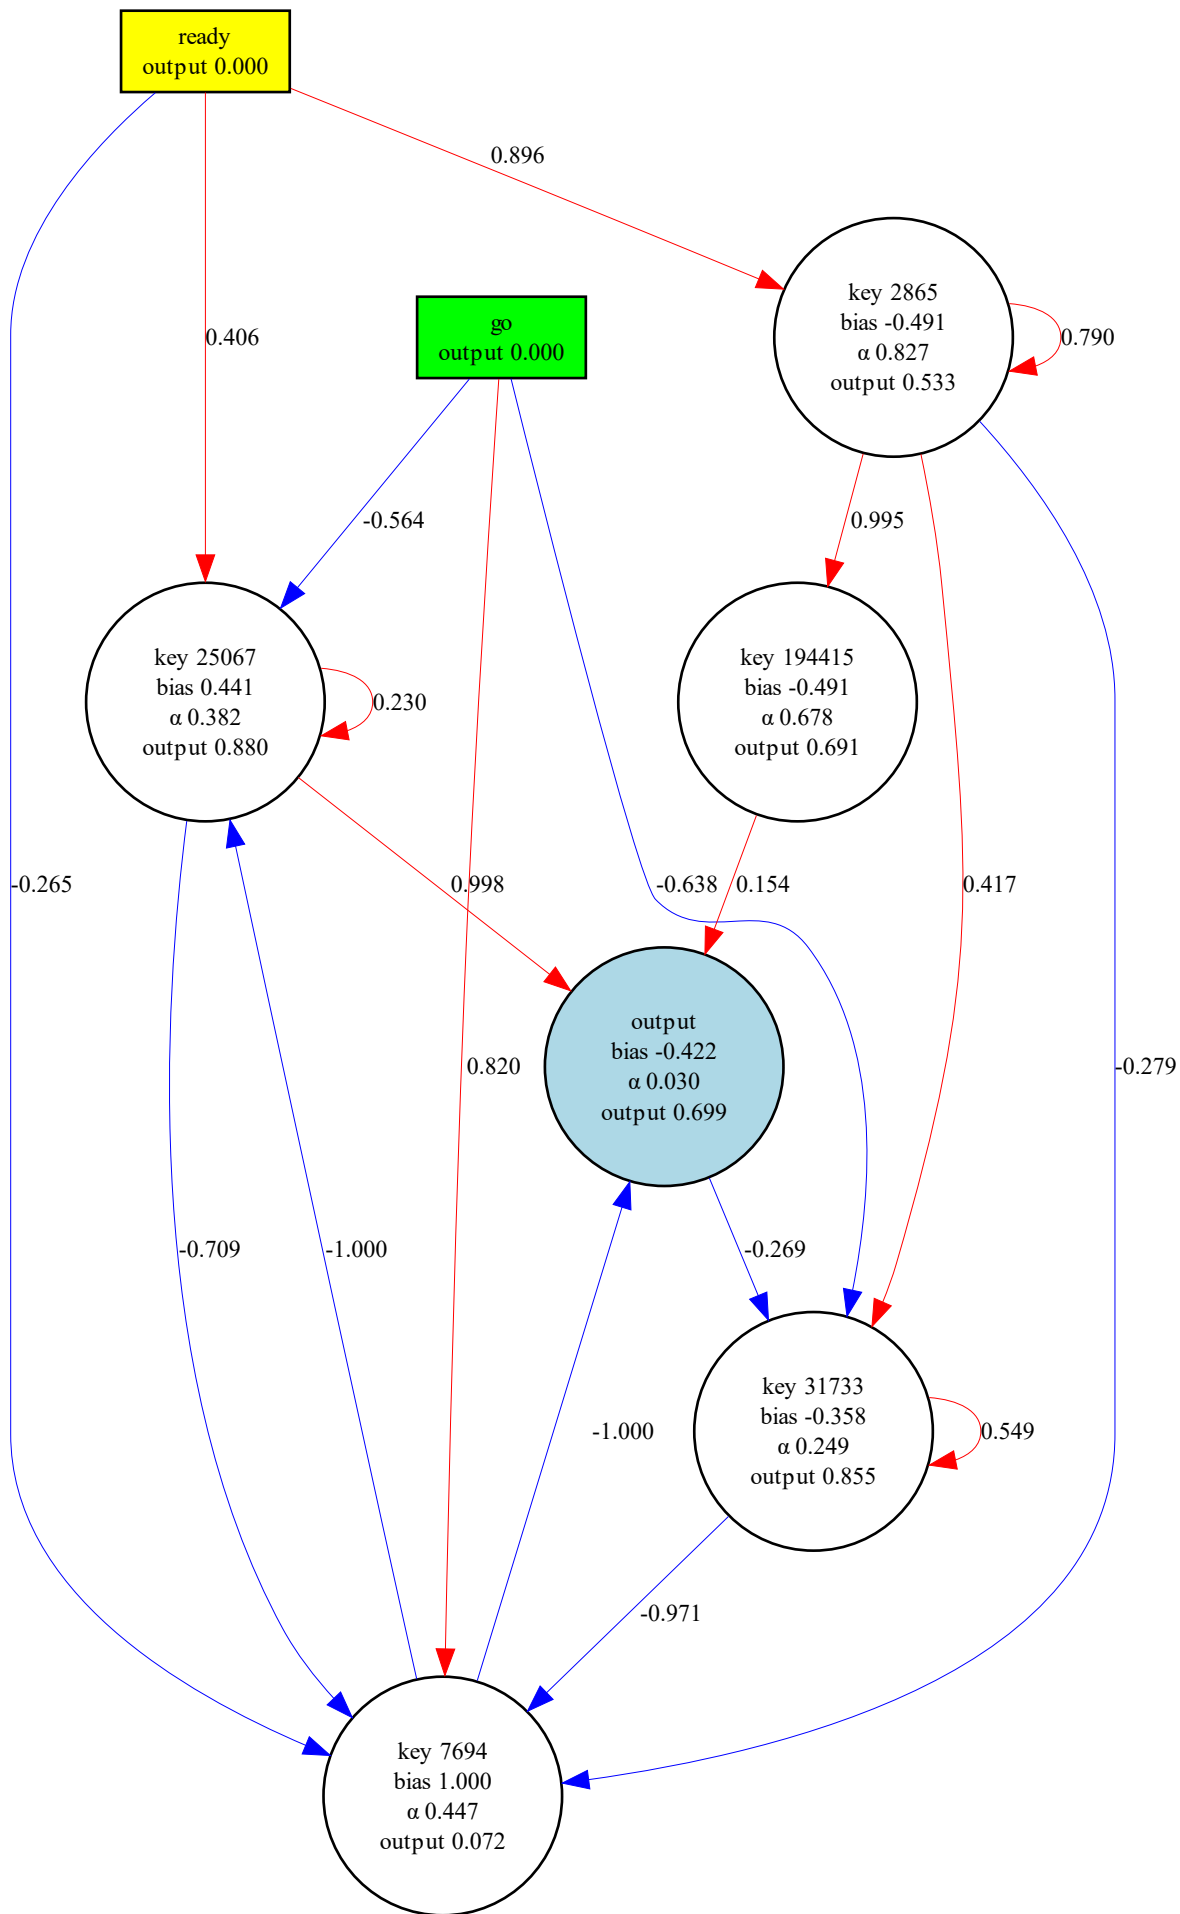 ready
output 0.000
0.896
key 2865
bias -0.491
α 0.827
output 0.533
0.790
go
output 0.000
0.406
-0.564
0.995
key 25067
bias 0.441
α 0.382
output 0.880
0.230
key 194415
bias -0.491
α 0.678
output 0.691
-0.265
0.998
-0.638
0.154
0.417
output
bias -0.422
α 0.030
output 0.699
0.820
-0.279
-0.709
-1.000
-0.269
key 31733
bias -0.358
α 0.249
output 0.855
0.549
-1.000
-0.971
key 7694
bias 1.000
α 0.447
output 0.072